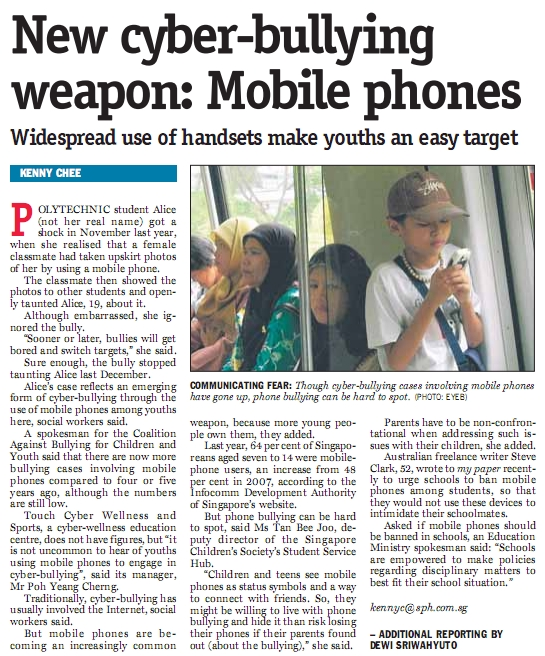 New cyber-bullying
weapon: Mobile phones
Widespread use of handsets make youths an easy target
KENNY CHEE
POLYTECHNIC student Alice
(not her real name) got a
shock in November last year,
when she realised that a female
classmate had taken upskirt photos
of her by using a mobile phone.
The classmate then showed the
photos to other students and open-
ly taunted Alice, 19, about it.
Although embarrassed, she ig-
nored the bully.
"Sooner or later, bullies will get
bored and switch targets," she said.
Sure enough, the bully stopped
taunting Alice last December.
Alice's case reflects an emerging
form of cyber-bullying through the
use of mobile phones among youths
here, social workers said.
A spokesman for the Coalition
Against Bullying for Children and
Youth said that there are now more
bullying cases involving mobile
phones compared to four or five
years ago, although the numbers
are still low.
Touch Cyber Wellness and
Sports, a cyber-wellness education
centre, does not have figures, but "it
is not uncommon to hear of youths
using mobile phones to engage in
cyber-bullying", said its manager,
Mr Poh Yeang Cherng.
Traditionally, cyber-bullying has
usually involved the Internet, social
workers said.
But mobile phones are be-
coming an increasingly common
STUSSY
COMMUNICATING FEAR: Though cyber-bullying cases involving mobile phones
have gone up, phone bullying can be hard to spot. (PHOTO: EYEB)
weapon, because more young peo-
ple own them, they added.
Last year, 64 per cent of Singapo-
reans aged seven to 14 were mobile-
phone users, an increase from 48
per cent in 2007, according to the
Infocomm Development Authority
of Singapore's website.
But phone bullying can be hard
to spot, said Ms Tan Bee Joo, de-
puty director of the Singapore
Children's Society's Student Service
Hub.
"Children and teens see mobile
phones as status symbols and a way
to connect with friends. So, they
might be willing to live with phone
bullying and hide it than risk losing
their phones if their parents found
out (about the bullying)," she said.
Parents have to be non-confron-
tational when addressing such is-
sues with their children, she added.
Australian freelance writer Steve
Clark, 52, wrote to my paper recent-
ly to urge schools to ban mobile
phones among students, so that
they would not use these devices to
intimidate their schoolmates.
Asked if mobile phones should
be banned in schools, an Education
Ministry spokesman said: "Schools
are empowered to make policies
regarding disciplinary matters to
best fit their school situation."
kennyc@sph.com.sg
– ADDITIONAL REPORTING BY
DEWI SRIWAHYUTO